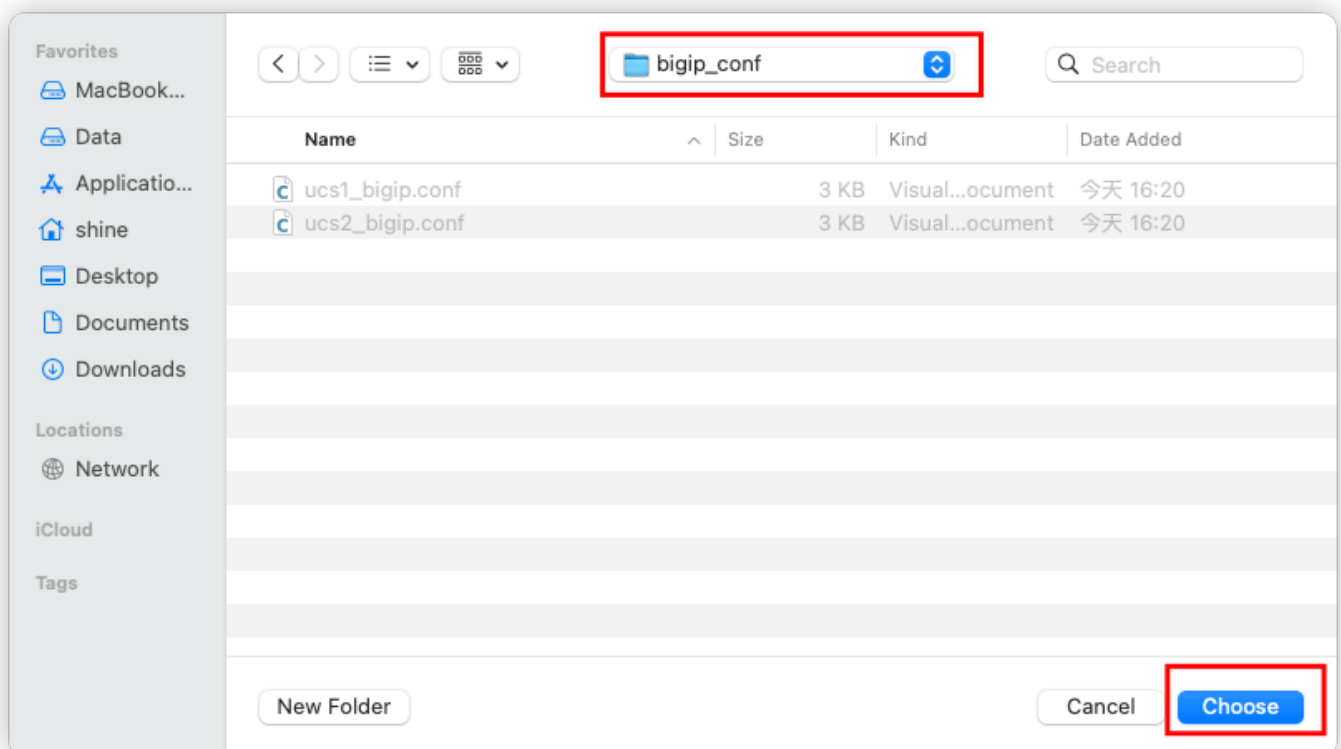 Favorites
MacBook...
Data
Applicatio...
shine
Desktop
Documents
Downloads
Locations
Network
iCloud
Tags
bigip_conf
Search
Name Size Kind Date Added
ucs1_bigip.conf 3 KB Visual...ocument 今天 16:20
ucs2_bigip.conf 3 KB Visual...ocument 今天 16:20
New Folder Cancel Choose